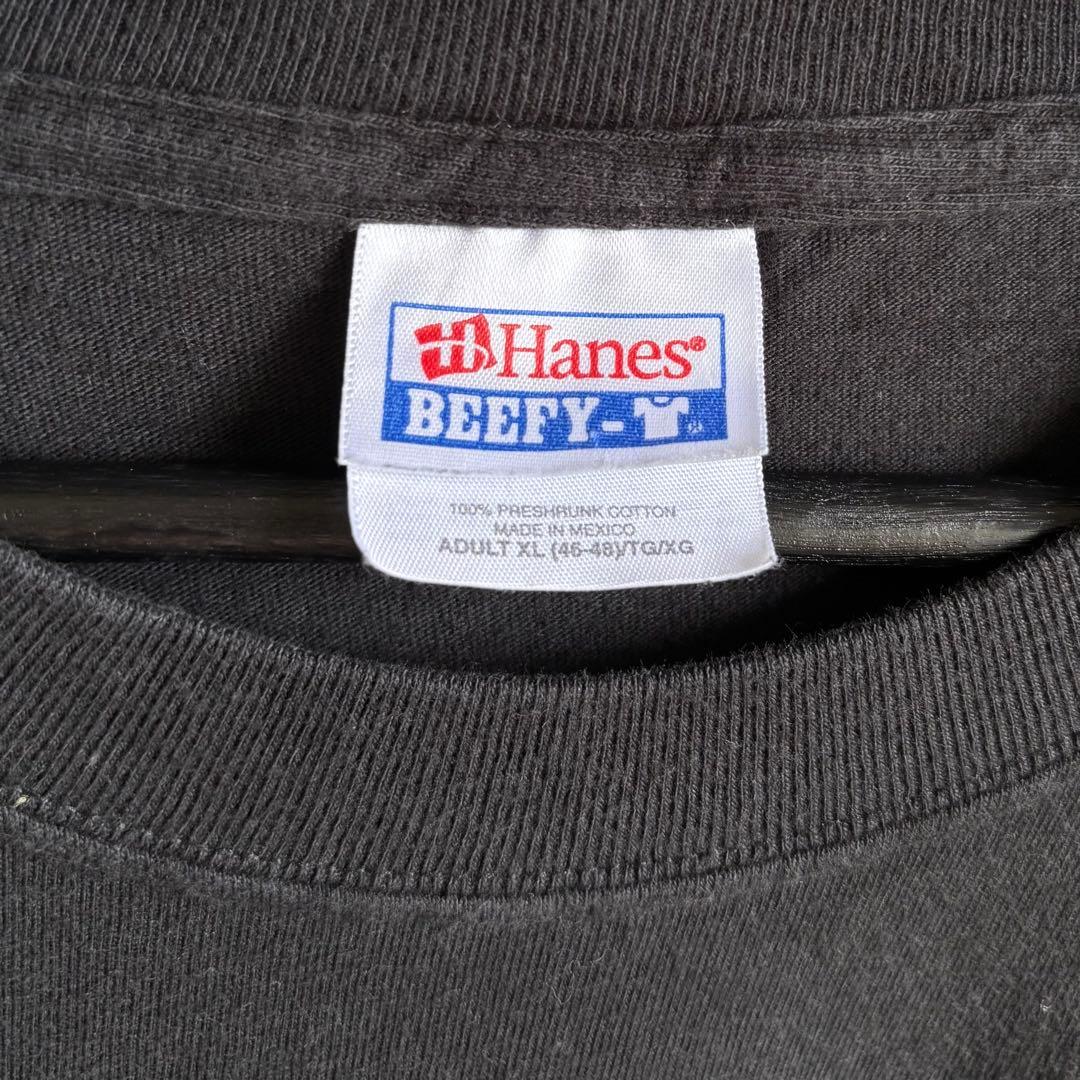 Hanes®
BEEFY-T
100% PRESHRUNK COTTON
MADE IN MEXICO
ADULT XL (46-48)/TG/XG